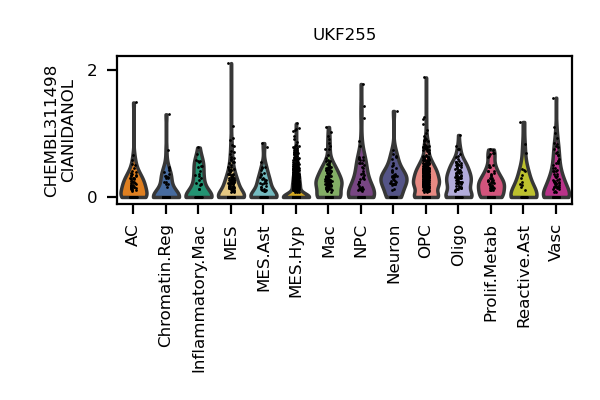 UKF255
CHEMBL311498
CIANIDANOL
2
0
AC
Chromatin.Reg
Inflammatory.Mac
MES
MES.Ast
MES.Hyp
Mac
NPC
Neuron
OPC
Oligo
Prolif.Metab
Reactive.Ast
Vasc